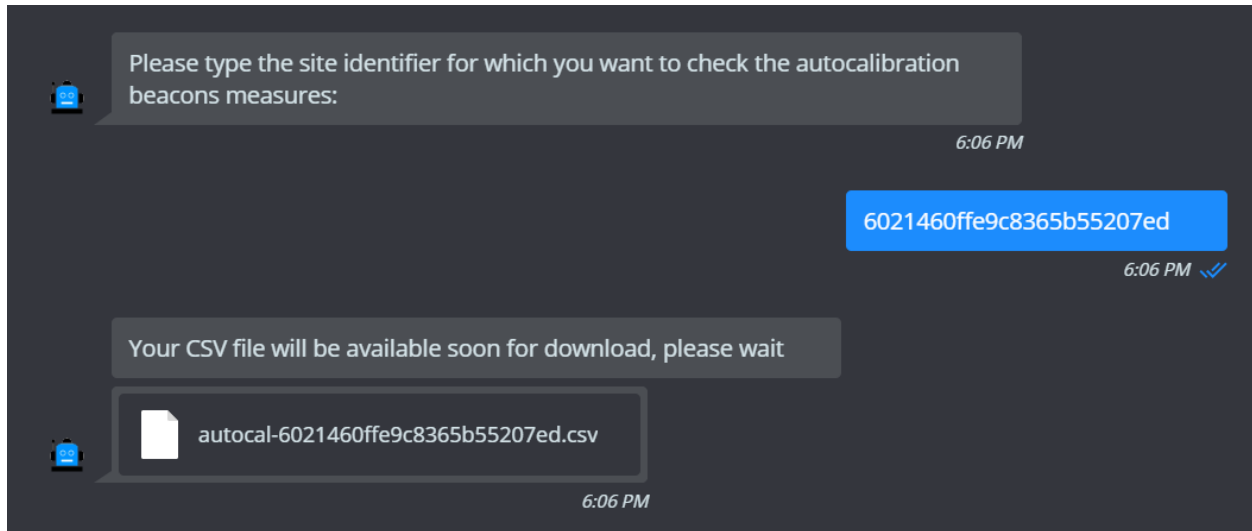 Please type the site identifier for which you want to check the autocalibration
beacons measures:
6:06 PM
6021460ffe9c8365b55207ed
6:06 PM
Your CSV file will be available soon for download, please wait
autocal-6021460ffe9c8365b55207ed.csv
6:06 PM